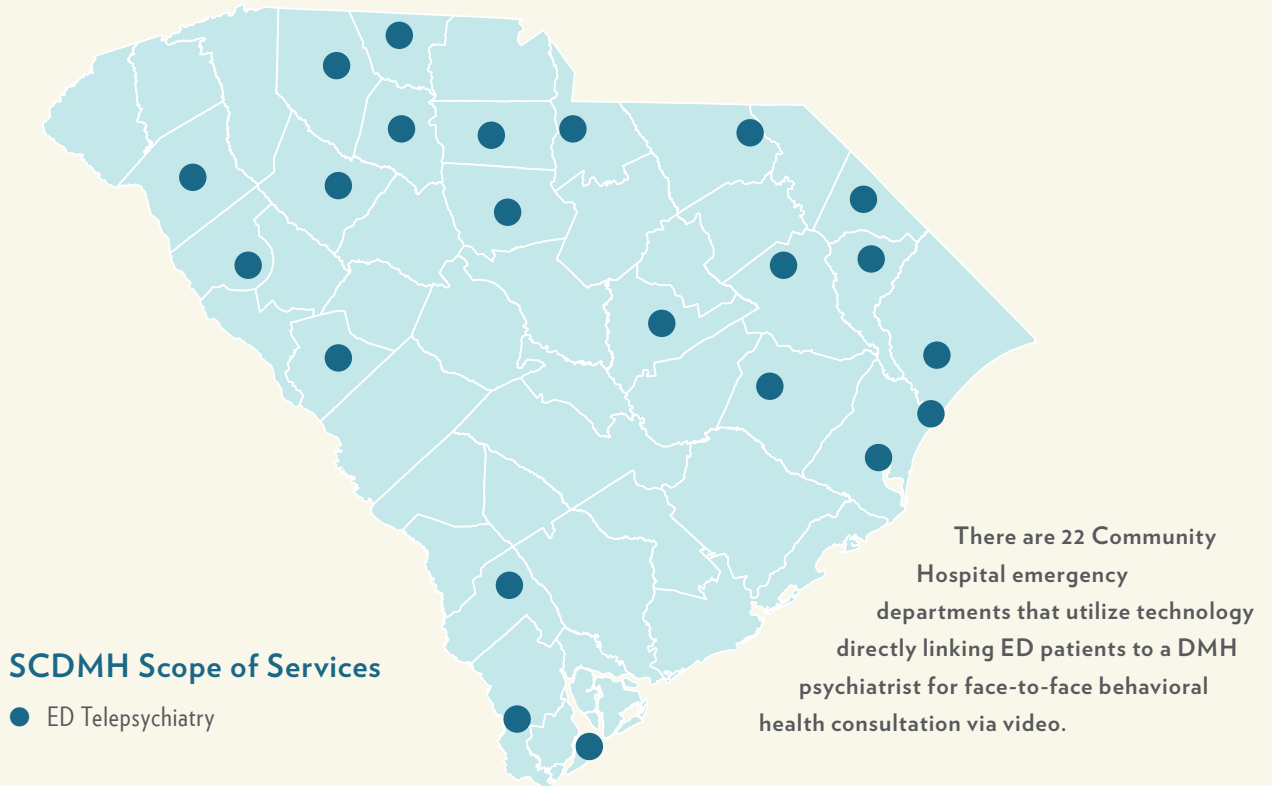 There are 22 Community
Hospital emergency
departments that utilize technology
directly linking ED patients to a DMH
psychiatrist for face-to-face behavioral
health consultation via video.
SCDMH Scope of Services
ED Telepsychiatry